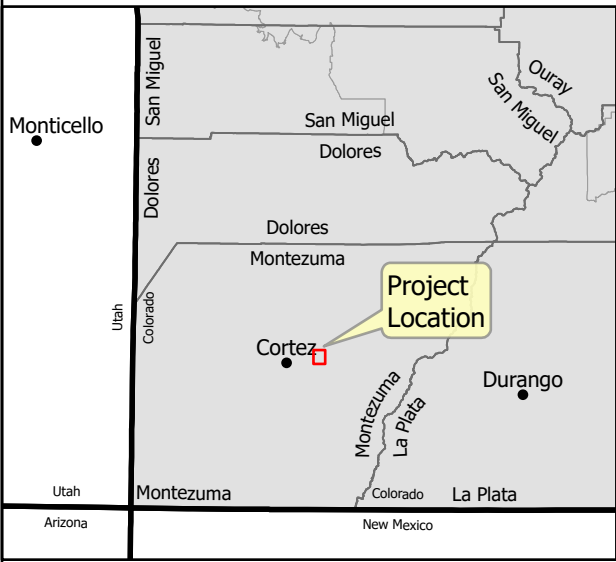 San Miguel
Ouray
San Miguel
Monticello
San Miguel
Dolores
Dolores
Dolores
Montezuma
Project
Location
Utah
Colorado
Cortez
Durango
Montezuma
La Plata
Utah
Montezuma
Colorado
La Plata
Arizona
New Mexico